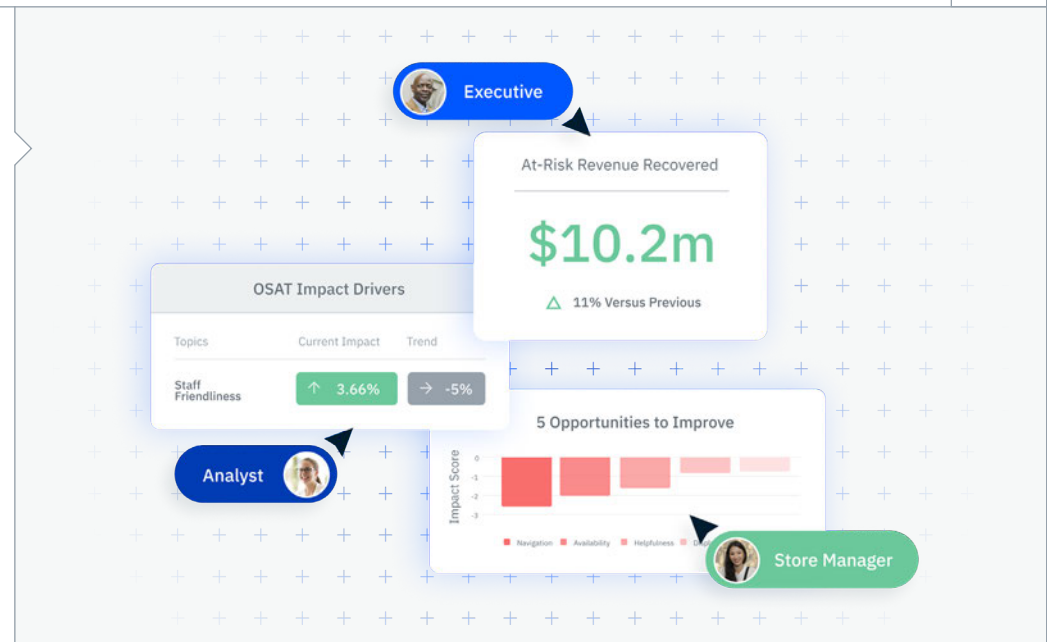 Executive
At-Risk Revenue Recovered
$10.2m
11% Versus Previous
OSAT Impact Drivers
Topics Current Impact Trend
Staff
Friendliness
↑ 3.66% → -5%
Analyst
5 Opportunities to Improve
Impact Score
0
-1
-2
-3
Navigation Availability Helpfulness
Store Manager